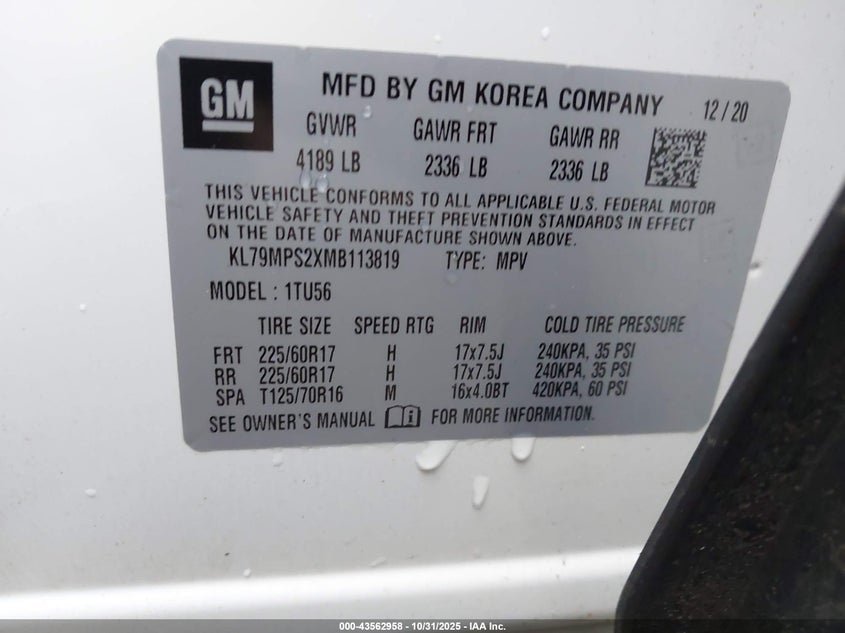 GM
MFD BY GM KOREA COMPANY 12/20
GVWR GAWR FRT GAWR RR
4189 LB 2336 LB 2336 LB
THIS VEHICLE CONFORMS TO ALL APPLICABLE U.S. FEDERAL MOTOR
VEHICLE SAFETY AND THEFT PREVENTION STANDARDS IN EFFECT
ON THE DATE OF MANUFACTURE SHOWN ABOVE.
KL79MPS2XMB113819 TYPE: MPV
MODEL : 1TU56
TIRE SIZE SPEED RTG RIM COLD TIRE PRESSURE
FRT 225/60R17 H 17x7.5J 240KPA, 35 PSI
RR 225/60R17 H 17x7.5J 240KPA, 35 PSI
SPA T125/70R16 M 16x4.0BT 420KPA, 60 PSI
SEE OWNER'S MANUAL FOR MORE INFORMATION.
000-43562958 - 10/31/2025 - IAA Inc.